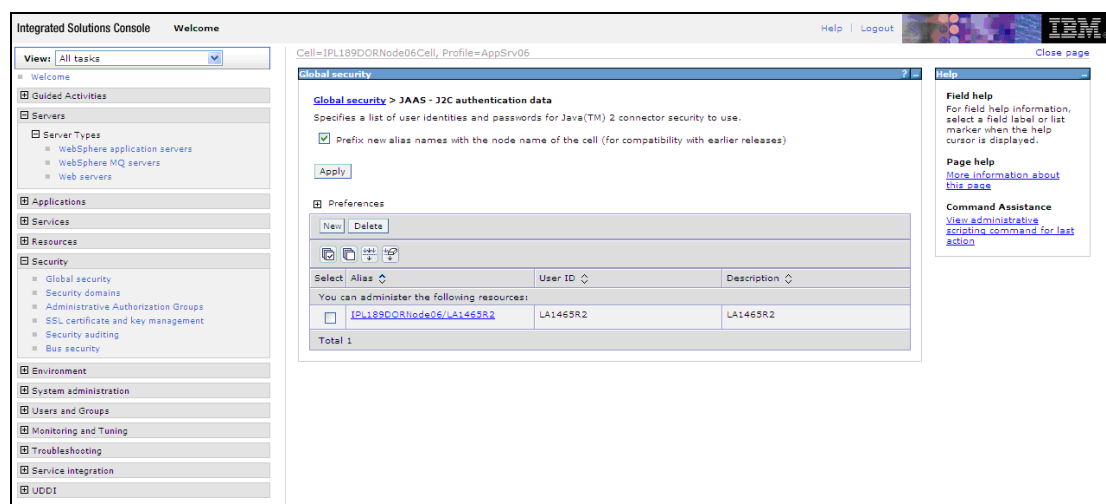 Integrated Solutions Console Welcome
Help | Logout
IBM.
View: All tasks
Welcome
Guided Activities
Servers
Server Types
WebSphere application servers
WebSphere MQ servers
Web servers
Applications
Services
Resources
Security
Global security
Security domains
Administrative Authorization Groups
SSL certificate and key management
Security auditing
Bus security
Environment
System administration
Users and Groups
Monitoring and Tuning
Troubleshooting
Service integration
UDDI
Cell=IPL189DORNode06Cell, Profile=AppSrv06
Close page
Global security ? -
Global security > JAAS - J2C authentication data
Specifies a list of user identities and passwords for Java(TM) 2 connector security to use.
Prefix new alias names with the node name of the cell (for compatibility with earlier releases)
Apply
Preferences
New Delete
Select Alias User ID Description
You can administer the following resources:
IPL189DORNode06/LA1465R2 LA1465R2 LA1465R2
Total 1
Help -
Field help
For field help information,
select a field label or list
marker when the help
cursor is displayed.
Page help
More information about
this page
Command Assistance
View administrative
scripting command for last
action